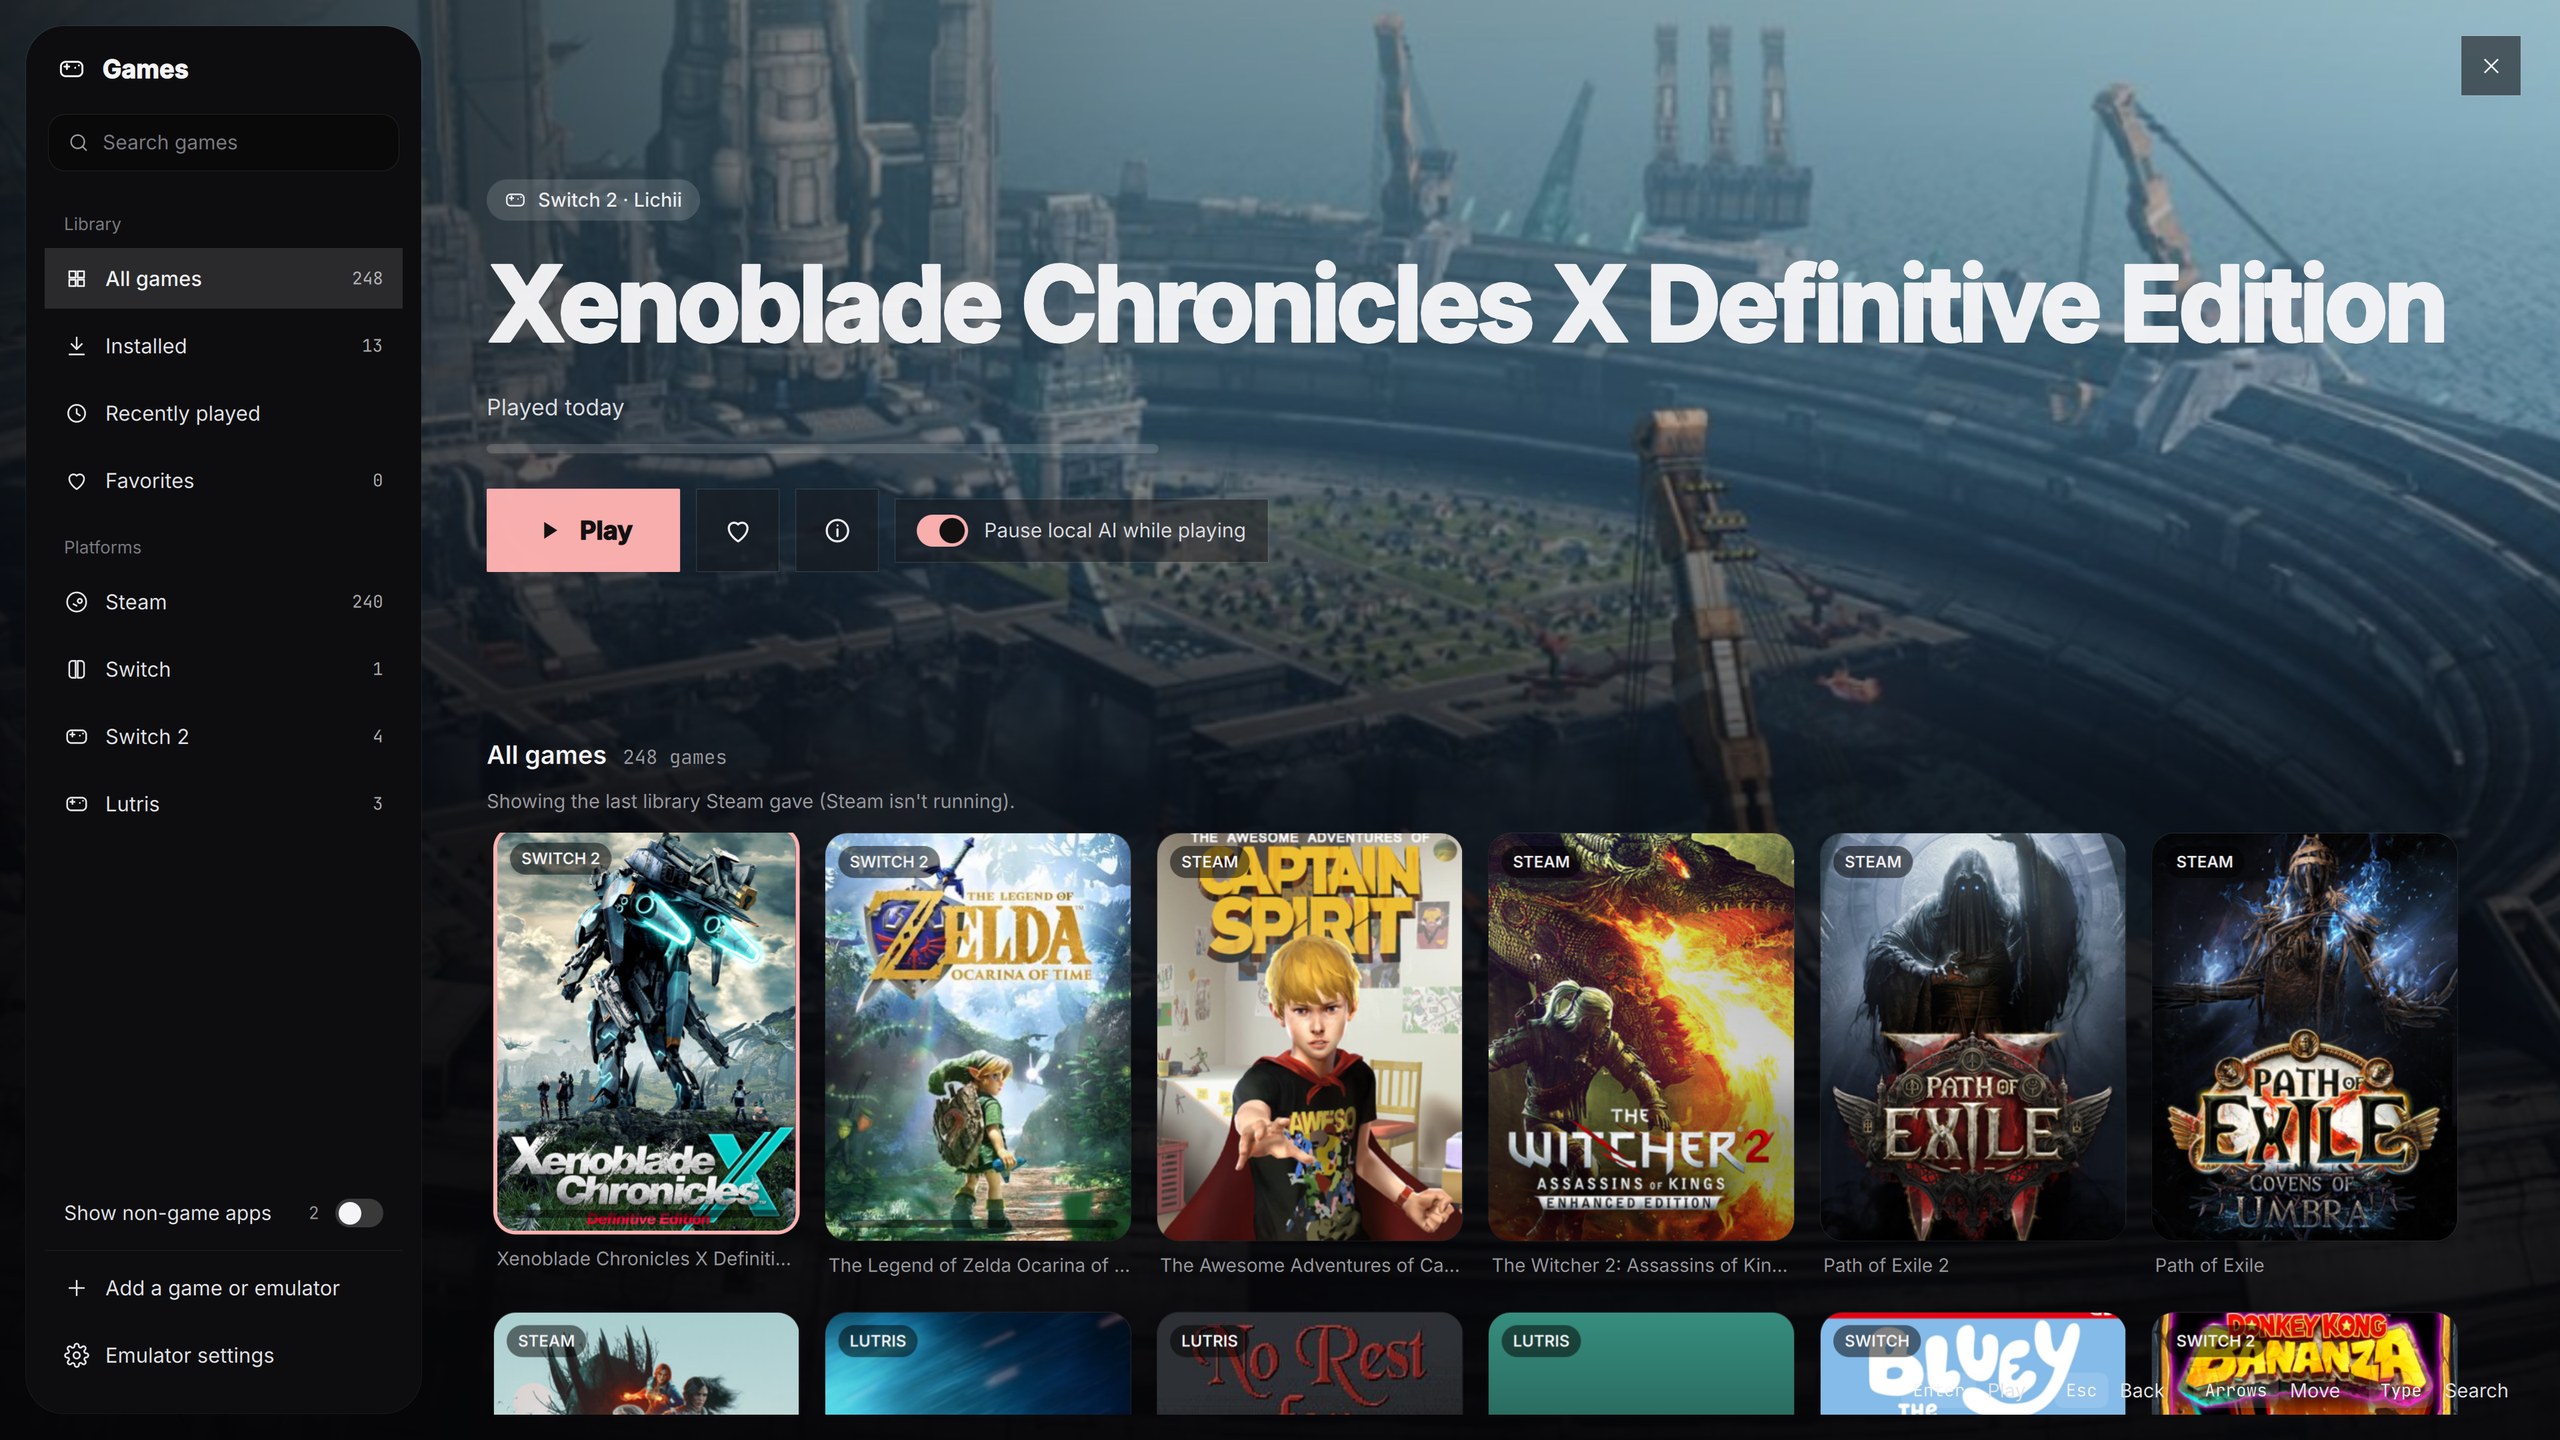 Games
Search games
Library
All games 248
Installed 13
Recently played
Favorites 0
Platforms
Steam 240
Switch 1
Switch 2 4
Lutris 3
Show non-game apps 2
Add a game or emulator
Emulator settings
Switch 2 · Lichii
Xenoblade Chronicles X Definitive Edition
Played today
Play
Pause local AI while playing
All games 248 games
Showing the last library Steam gave (Steam isn't running).
SWITCH 2
Xenoblade X
Chronicles
Definitive Edition
Xenoblade Chronicles X Definiti...
SWITCH 2
THE LEGEND OF
ZELDA
OCARINA OF TIME
The Legend of Zelda Ocarina of ...
THE AWESOME ADVENTURES OF
STEAM
CAPTAIN
SPIRIT
AWESO
The Awesome Adventures of Ca...
STEAM
THE
WITCHER 2
ASSASSINS OF KINGS
ENHANCED EDITION
The Witcher 2: Assassins of Kin...
STEAM
PATH OF
EXILE
Path of Exile 2
STEAM
PATH OF
EXILE
COVENS OF
UMBRA
Path of Exile
STEAM
LUTRIS
LUTRIS
No Rest
for
LUTRIS
SWITCH
BLUEY
THE
SWITCH 2
DONKEY KONG
BANANZA
Enter Play Esc Back Arrows Move Type Search